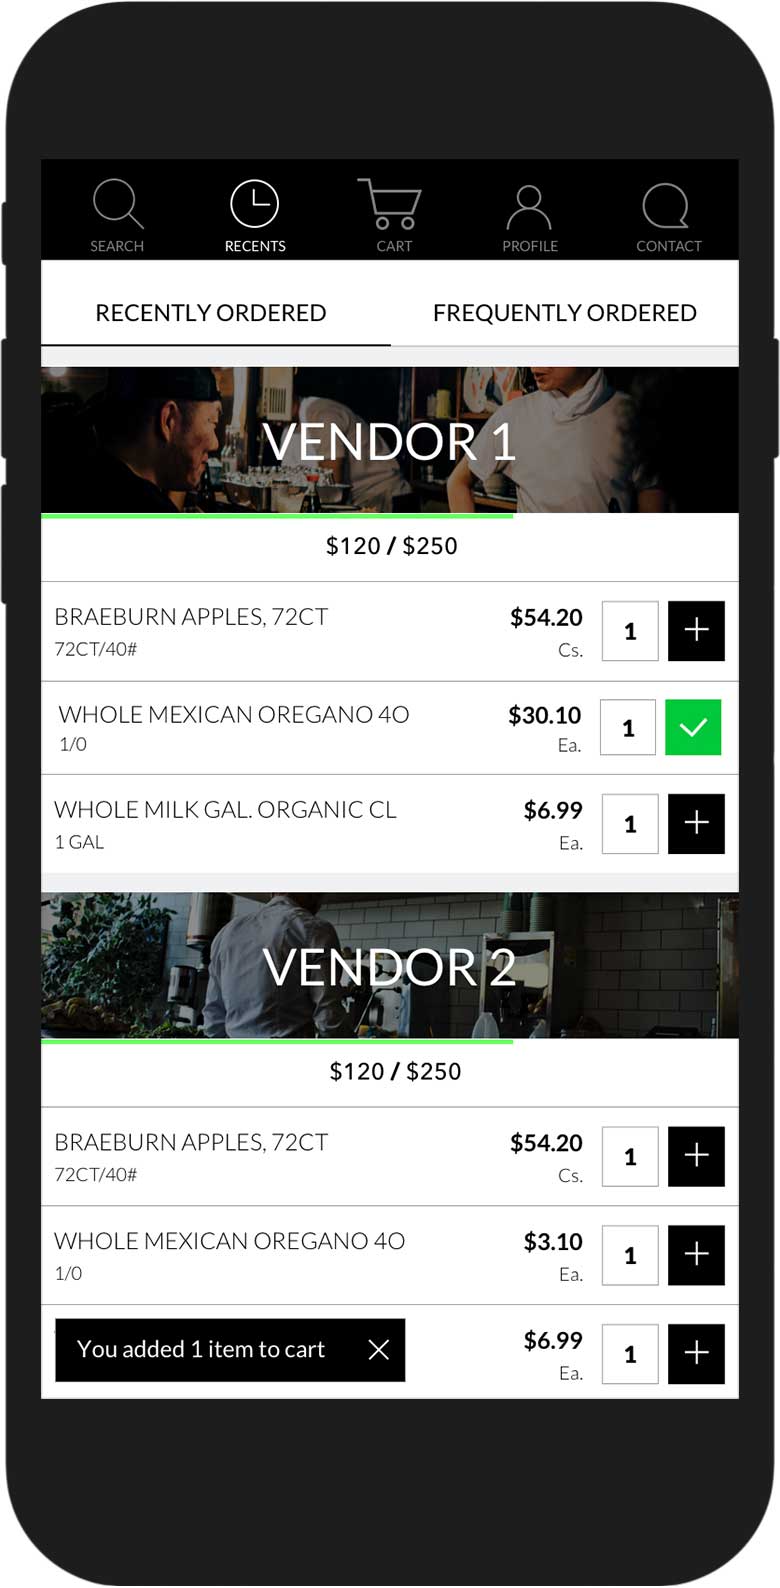 SEARCH RECENTS CART PROFILE CONTACT
RECENTLY ORDERED FREQUENTLY ORDERED
VENDOR 1
$120 / $250
BRAEBURN APPLES, 72CT $54.20 1
72CT/40# Cs.
WHOLE MEXICAN OREGANO 4O $30.10 1
1/0 Ea.
WHOLE MILK GAL. ORGANIC CL $6.99 1
1 GAL Ea.
VENDOR 2
$120 / $250
BRAEBURN APPLES, 72CT $54.20 1
72CT/40# Cs.
WHOLE MEXICAN OREGANO 4O $3.10 1
1/0 Ea.
You added 1 item to cart $6.99 1
Ea.